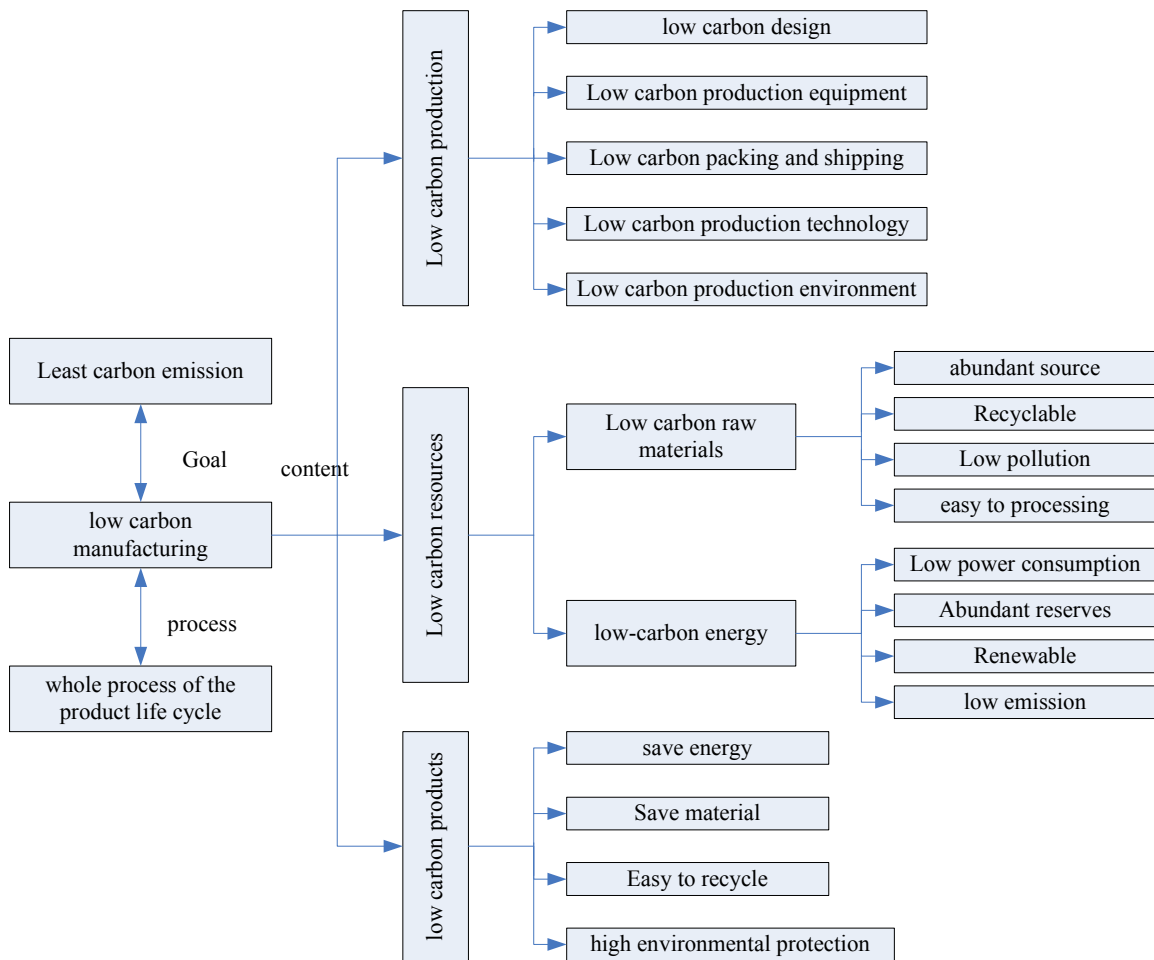 Least carbon emission
Goal
low carbon
manufacturing
process
whole process of the
product life cycle
content
Low carbon production
low carbon design
Low carbon production equipment
Low carbon packing and shipping
Low carbon production technology
Low carbon production environment
Low carbon resources
Low carbon raw
materials
abundant source
Recyclable
Low pollution
easy to processing
low-carbon energy
Low power consumption
Abundant reserves
Renewable
low emission
low carbon products
save energy
Save material
Easy to recycle
high environmental protection